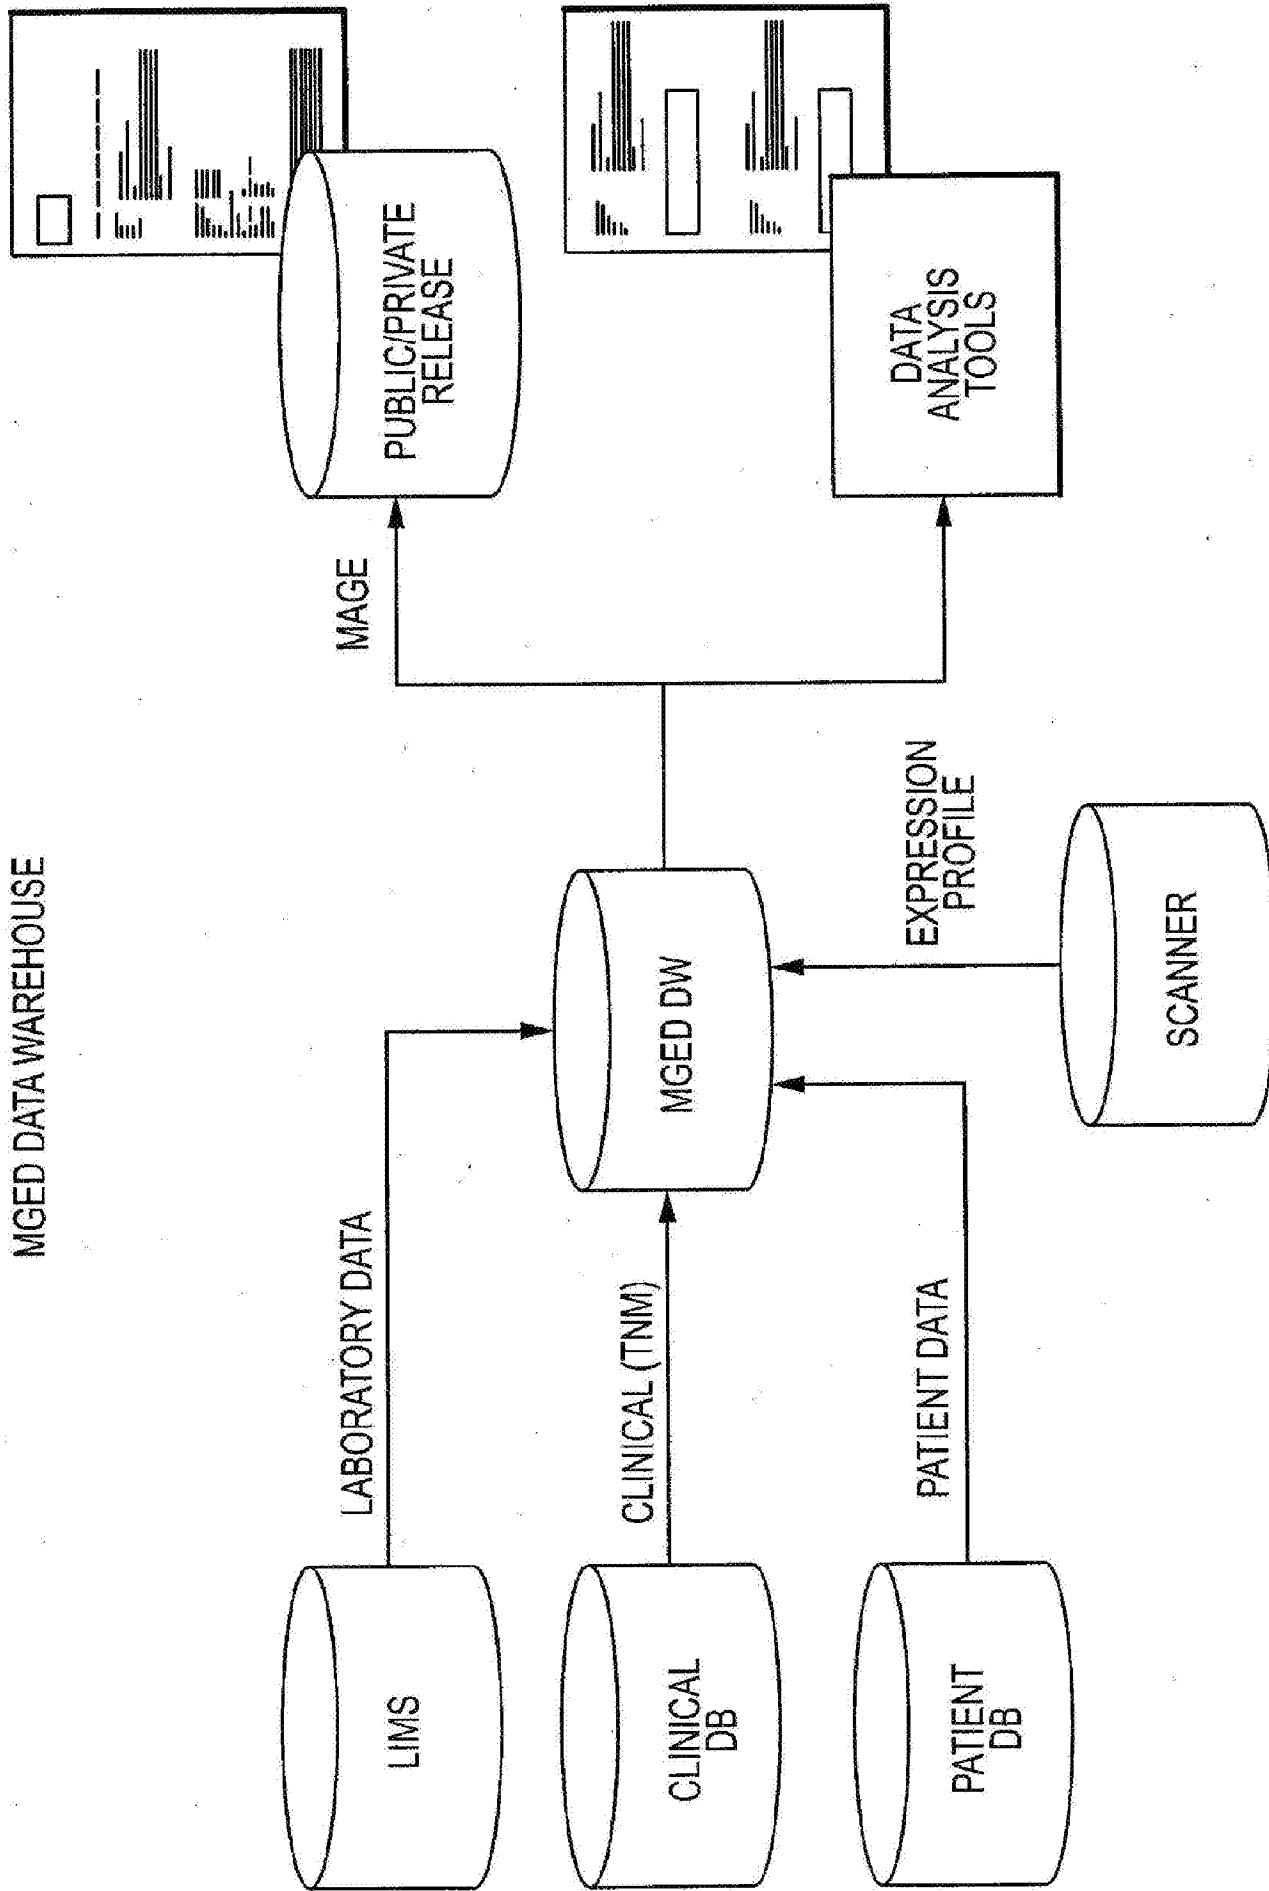 MGED DATA WAREHOUSE
LIMS
LABORATORY DATA
CLINICAL
DB
CLINICAL (TNM)
PATIENT
DB
PATIENT DATA
MGED DW
SCANNER
EXPRESSION
PROFILE
MAGE
PUBLIC/PRIVATE
RELEASE
DATA
ANALYSIS
TOOLS